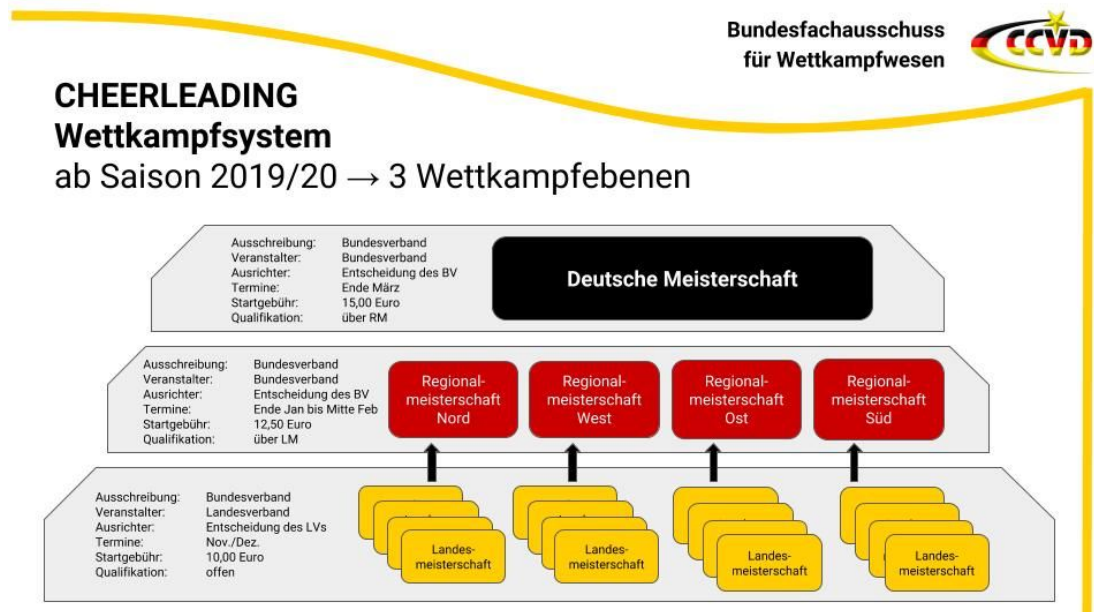 Bundesfachausschuss
für Wettkampfwesen
CCVD
CHEERLEADING
Wettkampfsystem
ab Saison 2019/20 → 3 Wettkampfebenen
Ausschreibung: Bundesverband
Veranstalter: Bundesverband
Ausrichter: Entscheidung des BV
Termine: Ende März
Startgebühr: 15,00 Euro
Qualifikation: über RM
Deutsche Meisterschaft
Ausschreibung: Bundesverband
Veranstalter: Bundesverband
Ausrichter: Entscheidung des BV
Termine: Ende Jan bis Mitte Feb
Startgebühr: 12,50 Euro
Qualifikation: über LM
Regional-
meisterschaft
Nord
Regional-
meisterschaft
West
Regional-
meisterschaft
Ost
Regional-
meisterschaft
Süd
Ausschreibung: Bundesverband
Veranstalter: Landesverband
Ausrichter: Entscheidung des LVs
Termine: Nov./Dez.
Startgebühr: 10,00 Euro
Qualifikation: offen
Landes-
meisterschaft
Landes-
meisterschaft
Landes-
meisterschaft
Landes-
meisterschaft